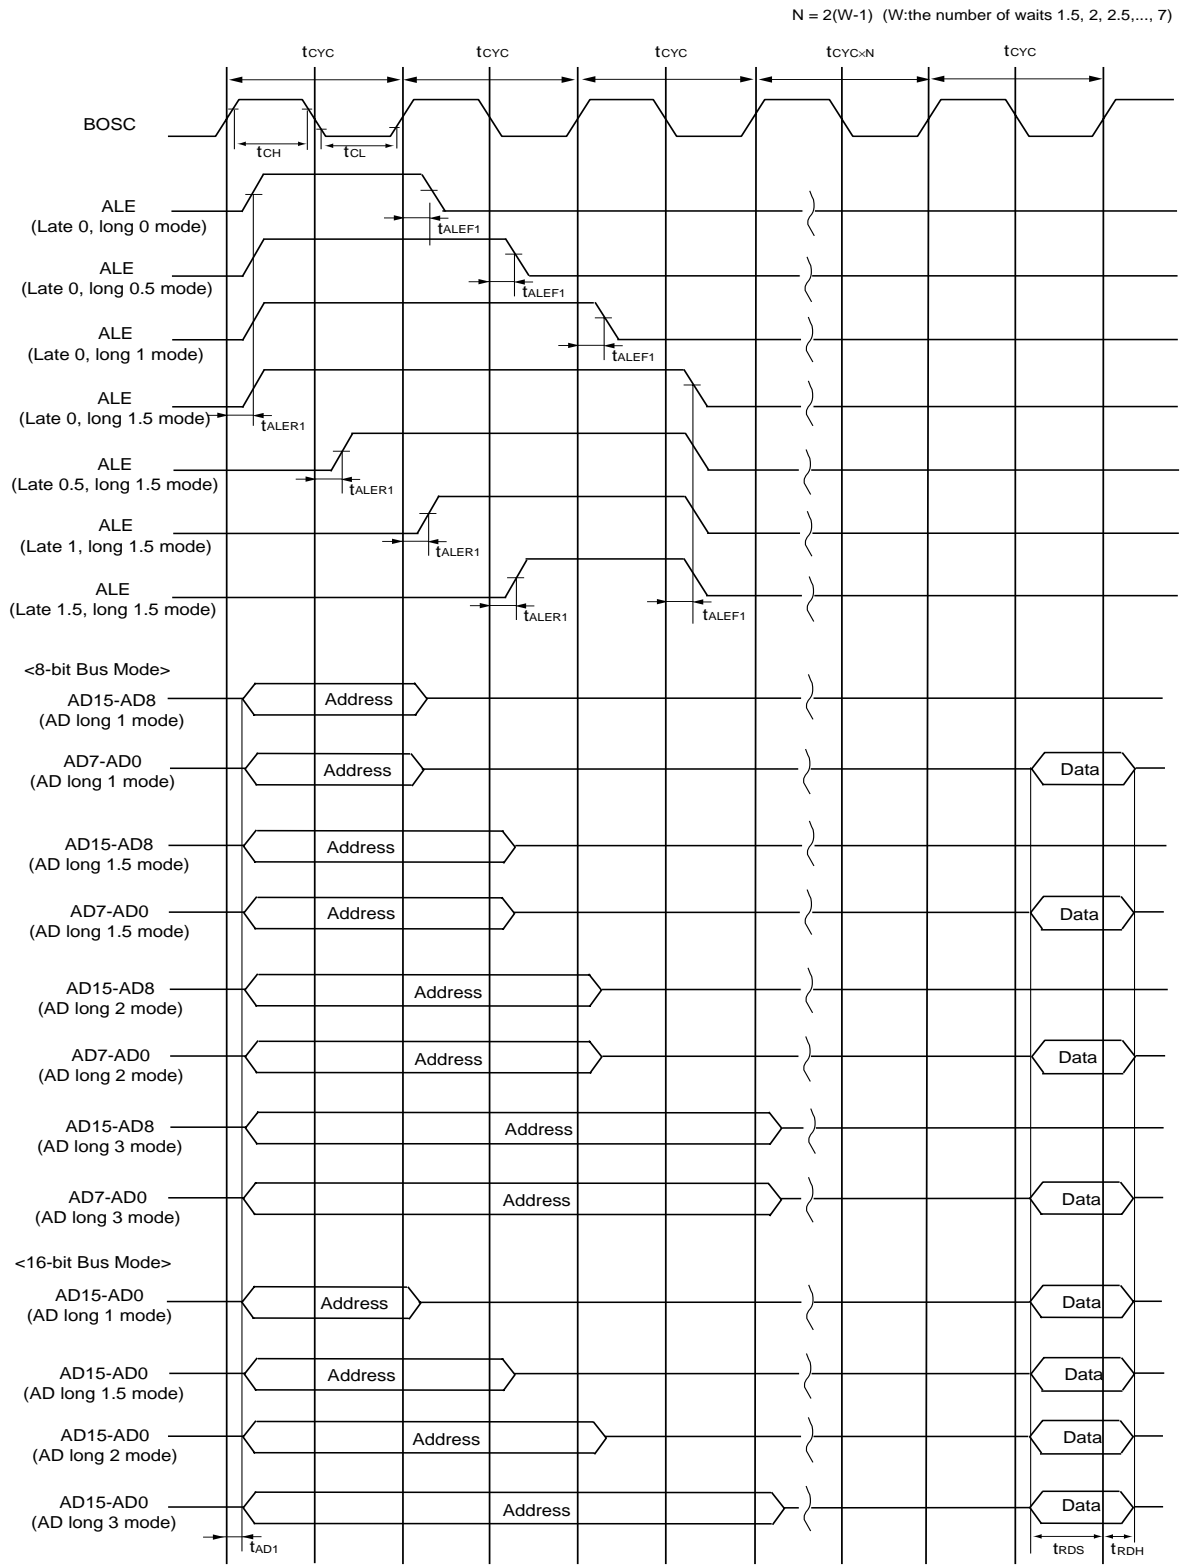 N = 2(W-1) (W:the number of waits 1.5, 2, 2.5,..., 7)
tCYC tCYC tCYC tCYC×N tCYC
BOSC
tCH tCL
ALE
(Late 0, long 0 mode)
tALEF1
ALE
(Late 0, long 0.5 mode)
tALEF1
ALE
(Late 0, long 1 mode)
tALEF1
ALE
(Late 0, long 1.5 mode)
tALER1
ALE
(Late 0.5, long 1.5 mode)
tALER1
ALE
(Late 1, long 1.5 mode)
tALER1
ALE
(Late 1.5, long 1.5 mode)
tALER1 tALEF1
<8-bit Bus Mode>
AD15-AD8 Address
(AD long 1 mode)
AD7-AD0 Address Data
(AD long 1 mode)
AD15-AD8 Address
(AD long 1.5 mode)
AD7-AD0 Address Data
(AD long 1.5 mode)
AD15-AD8 Address
(AD long 2 mode)
AD7-AD0 Address Data
(AD long 2 mode)
AD15-AD8 Address
(AD long 3 mode)
AD7-AD0 Address Data
(AD long 3 mode)
<16-bit Bus Mode>
AD15-AD0 Address Data
(AD long 1 mode)
AD15-AD0 Address Data
(AD long 1.5 mode)
AD15-AD0 Address Data
(AD long 2 mode)
AD15-AD0 Address Data
(AD long 3 mode)
tAD1 tRDS tRDH